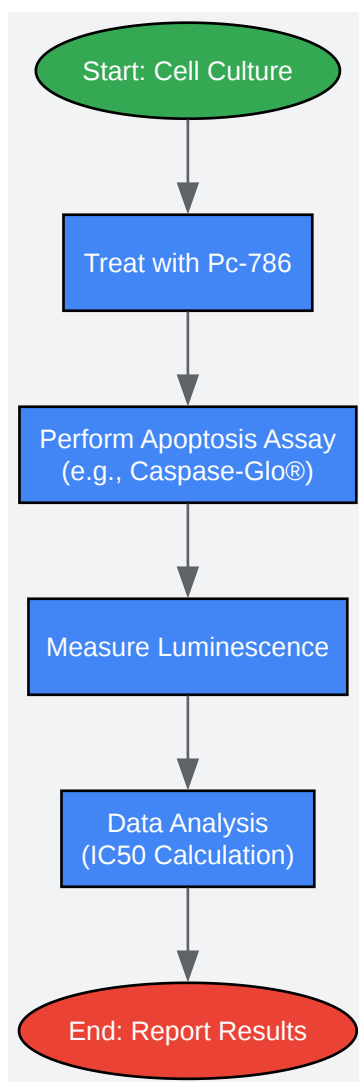 Start: Cell Culture
Treat with Pc-786
Perform Apoptosis Assay
(e.g., Caspase-Glo®)
Measure Luminescence
Data Analysis
(IC50 Calculation)
End: Report Results